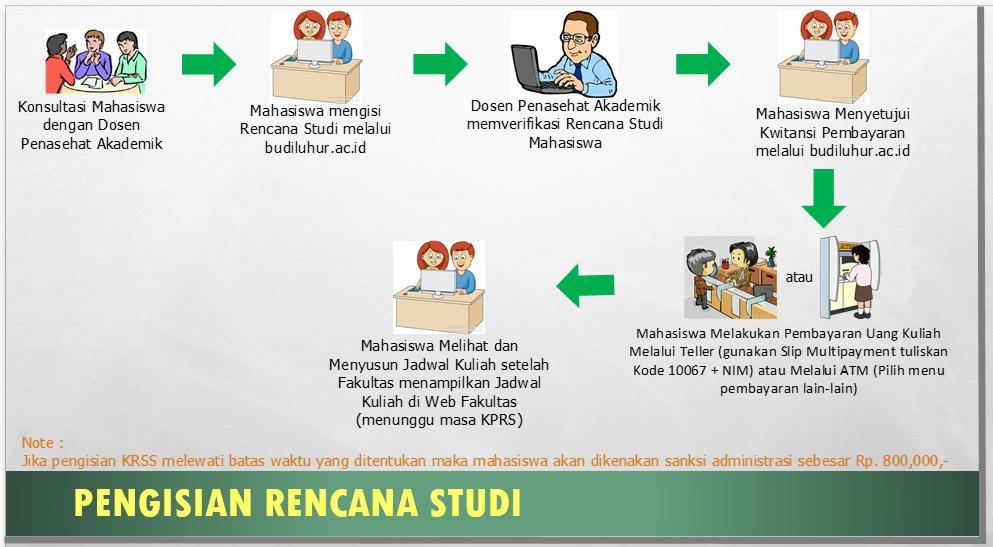 Konsultasi Mahasiswa
dengan Dosen
Penasehat Akademik
Mahasiswa mengisi
Rencana Studi melalui
budiluhur.ac.id
Dosen Penasehat Akademik
memverifikasi Rencana Studi
Mahasiswa
Mahasiswa Menyetujui
Kwitansi Pembayaran
melalui budiluhur.ac.id
atau
Mahasiswa Melakukan Pembayaran Uang Kuliah
Melalui Teller (gunakan Slip Multipayment tuliskan
Kode 10067 + NIM) atau Melalui ATM (Pilih menu
pembayaran lain-lain)
Mahasiswa Melihat dan
Menyusun Jadwal Kuliah setelah
Fakultas menampilkan Jadwal
Kuliah di Web Fakultas
(menunggu masa KPRS)
Note :
Jika pengisian KRSS melewati batas waktu yang ditentukan maka mahasiswa akan dikenakan sanksi administrasi sebesar Rp. 800,000,-
PENGISIAN RENCANA STUDI